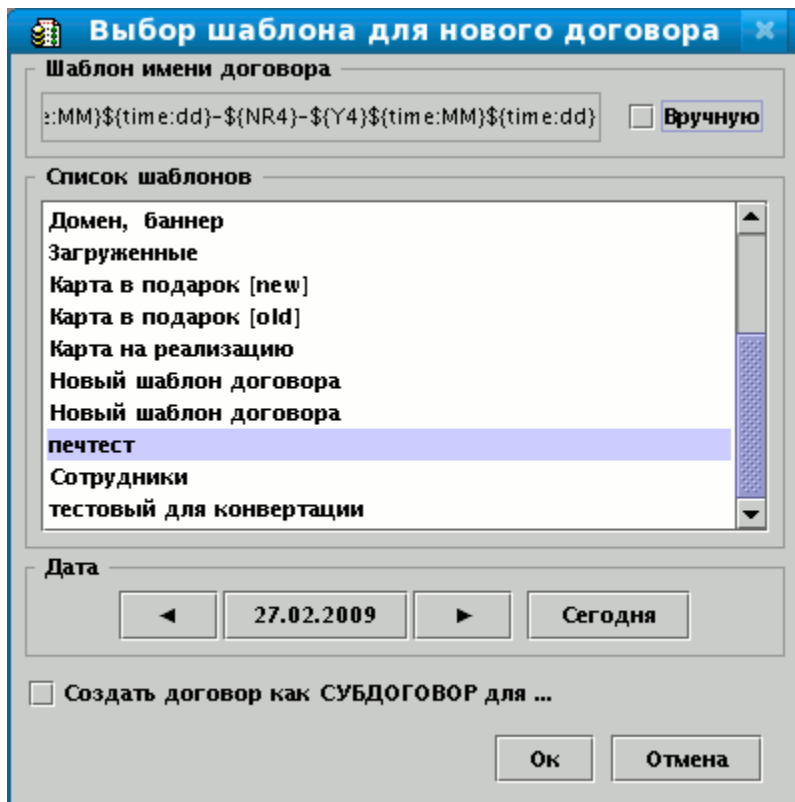 Выбор шаблона для нового договора
Шаблон имени договора
:MM}${time:dd}-${NR4}-${Y4}${time:MM}${time:dd}
Вручную
Список шаблонов
Домен, баннер
Загруженные
Карта в подарок [new]
Карта в подарок [old]
Карта на реализацию
Новый шаблон договора
Новый шаблон договора
печтест
Сотрудники
тестовый для конвертации
Дата
27.02.2009
Сегодня
Создать договор как СУБДОГОВОР для ...
Ок
Отмена